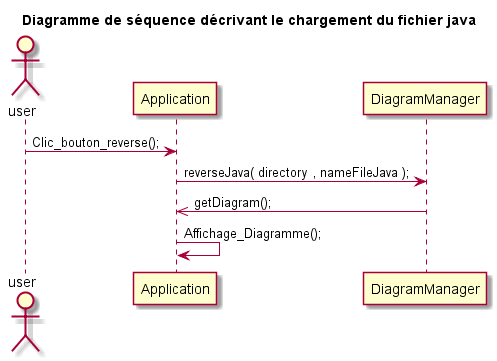 Diagramme de séquence décrivant le chargement du fichier java
user
Application
DiagramManager
Clic_bouton_reverse();
reverseJava( directory , nameFileJava );
getDiagram();
Affichage_Diagramme();
user
Application
DiagramManager